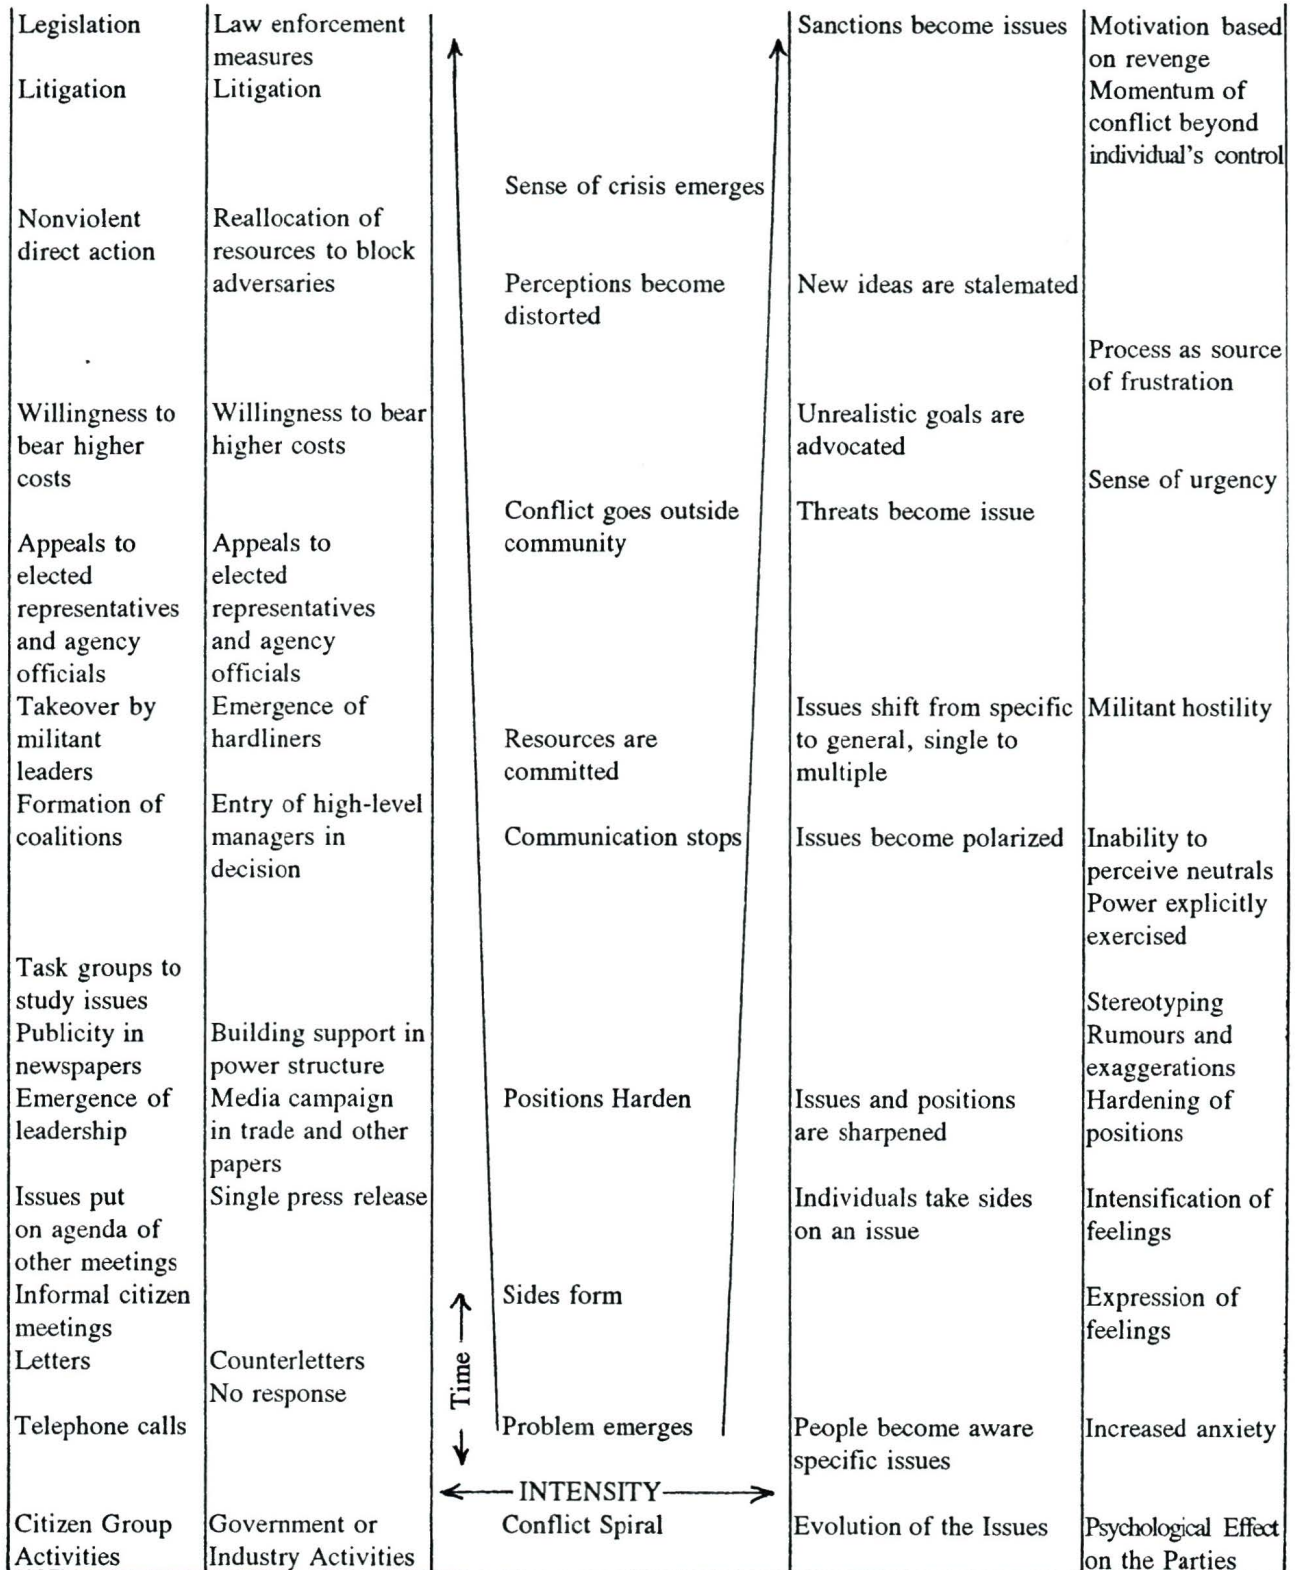 Legislation
Litigation
Nonviolent
direct action
Willingness to
bear higher
costs
Appeals to
elected
representatives
and agency
officials
Takeover by
militant
leaders
Formation of
coalitions
Task groups to
study issues
Publicity in
newspapers
Emergence of
leadership
Issues put
on agenda of
other meetings
Informal citizen
meetings
Letters
Telephone calls
Citizen Group
Activities
Law enforcement
measures
Litigation
Reallocation of
resources to block
adversaries
Willingness to bear
higher costs
Appeals to
elected
representatives
and agency
officials
Emergence of
hardliners
Entry of high-level
managers in
decision
Building support in
power structure
Media campaign
in trade and other
papers
Single press release
Counterletters
No response
Government or
Industry Activities
Sense of crisis emerges
Perceptions become
distorted
Conflict goes outside
community
Resources are
committed
Communication stops
Positions Harden
Sides form
Time
Problem emerges
INTENSITY
Conflict Spiral
Sanctions become issues
New ideas are stalemated
Unrealistic goals are
advocated
Threats become issue
Issues shift from specific
to general, single to
multiple
Issues become polarized
Issues and positions
are sharpened
Individuals take sides
on an issue
People become aware
specific issues
Evolution of the Issues
Motivation based
on revenge
Momentum of
conflict beyond
individual's control
Process as source
of frustration
Sense of urgency
Militant hostility
Inability to
perceive neutrals
Power explicitly
exercised
Stereotyping
Rumours and
exaggerations
Hardening of
positions
Intensification of
feelings
Expression of
feelings
Increased anxiety
Psychological Effect
on the Parties